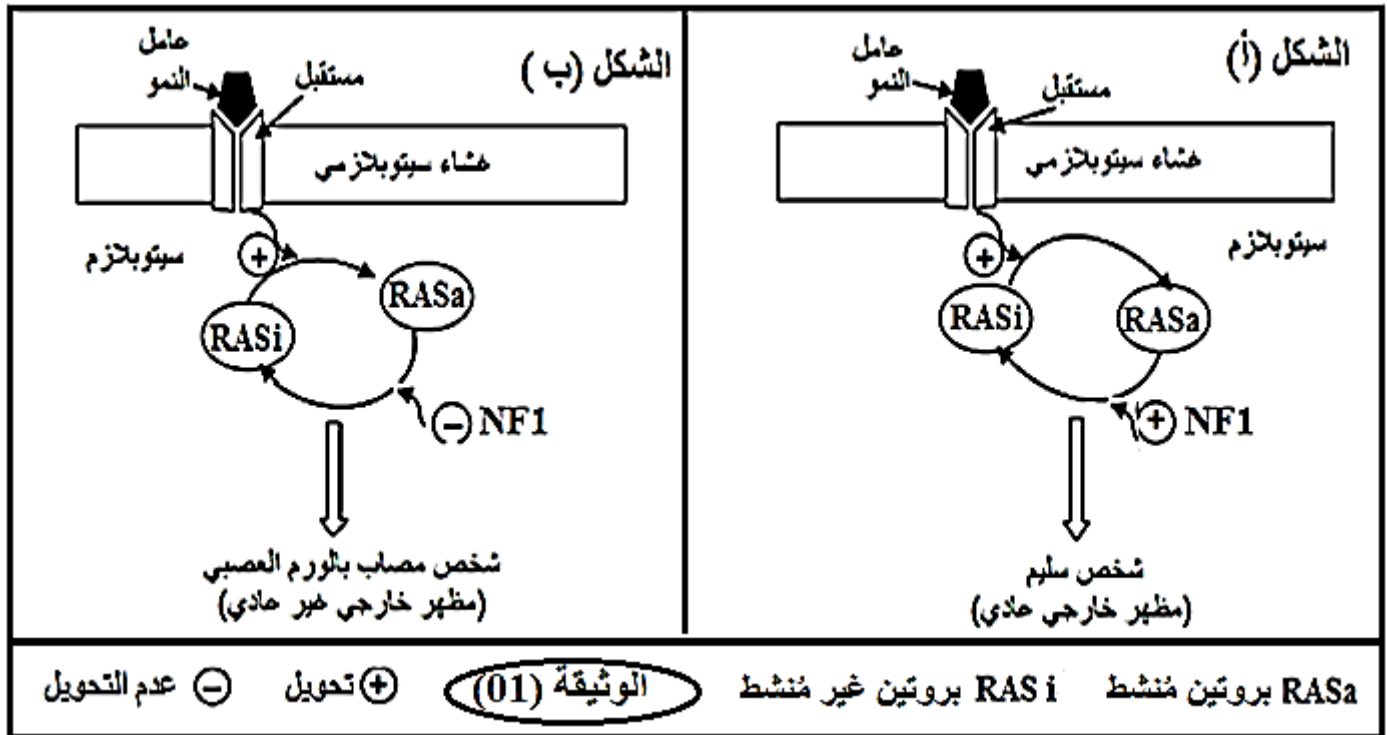 الشكل (أ)
عامل
النمو
مستقبل
غشاء سيتوبلازمي
سيتوبلازم
+
RASi
RASa
+ NF1
شخص سليم
(مظهر خارجي عادي)
الشكل (ب)
عامل
النمو
مستقبل
غشاء سيتوبلازمي
سيتوبلازم
+
RASa
RASi
− NF1
شخص مصاب بالورم العصبي
(مظهر خارجي غير عادي)
RASa بروتين مُنشط RAS i بروتين غير مُنشط الوثيقة (01) + تحويل − عدم التحويل